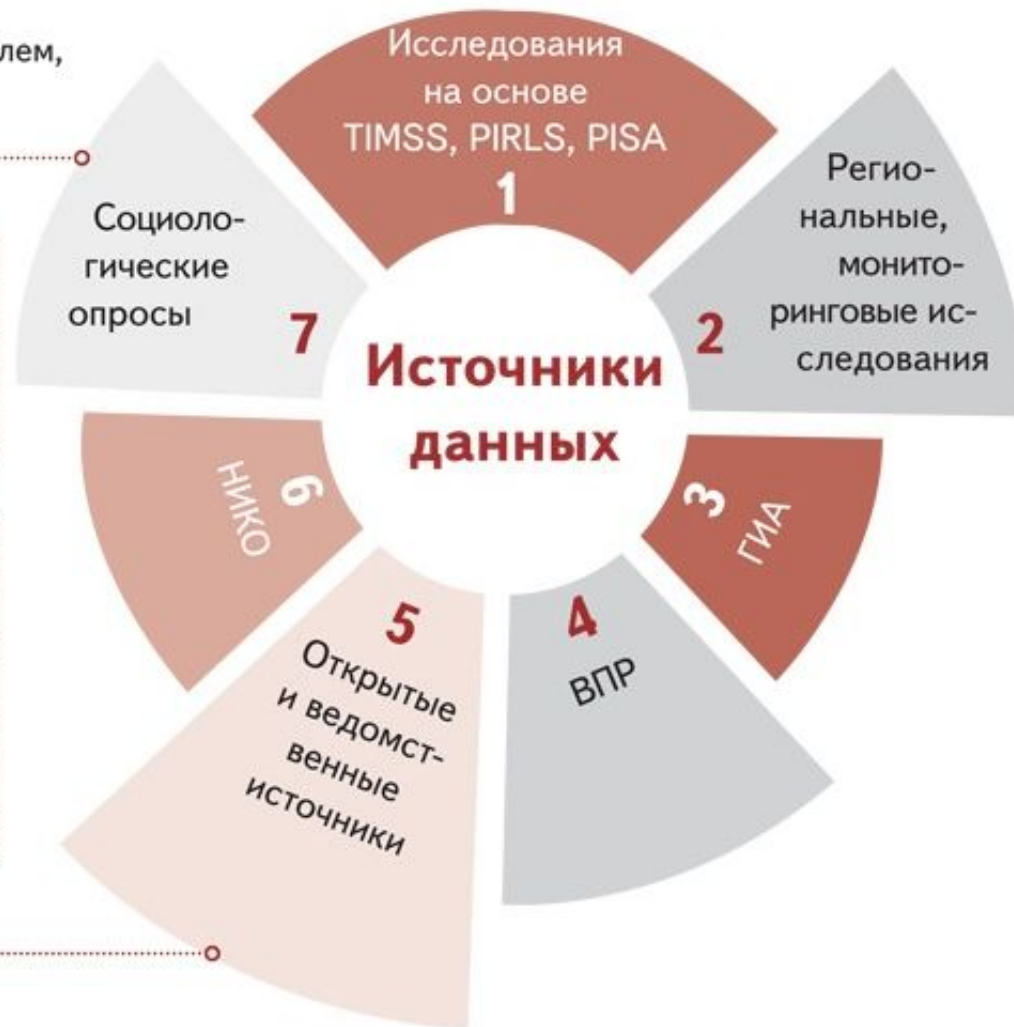 лем,
Исследования
на основе
TIMSS, PIRLS, PISA
1
Регио-
нальные,
монито-
ринговые ис-
следования
2
3
ГИА
4
ВПР
5
Открытые
и ведомст-
венные
источники
6
НИКО
Социоло-
гические
опросы
7
Источники
данных